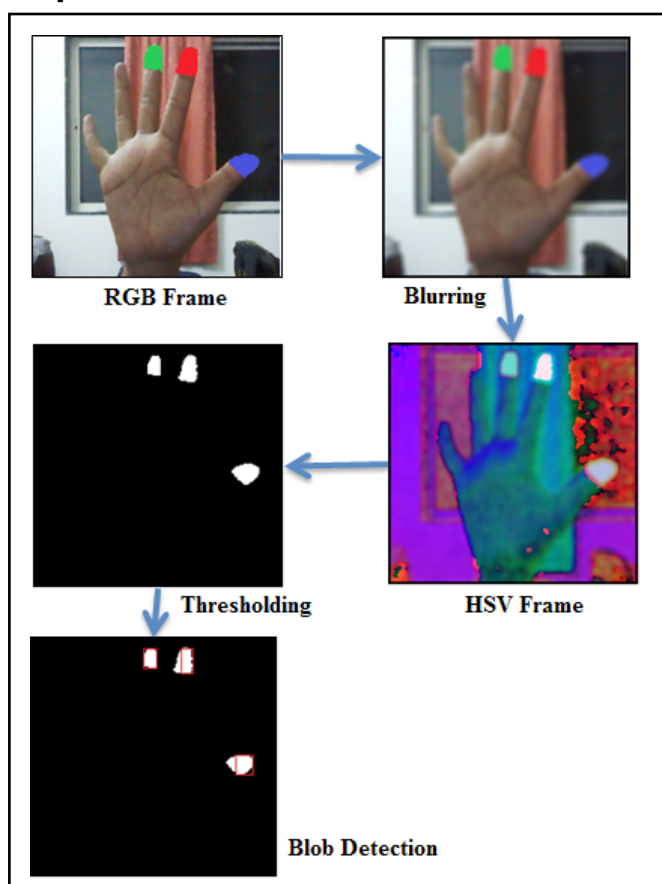 RGB Frame
Blurring
Thresholding
HSV Frame
Blob Detection